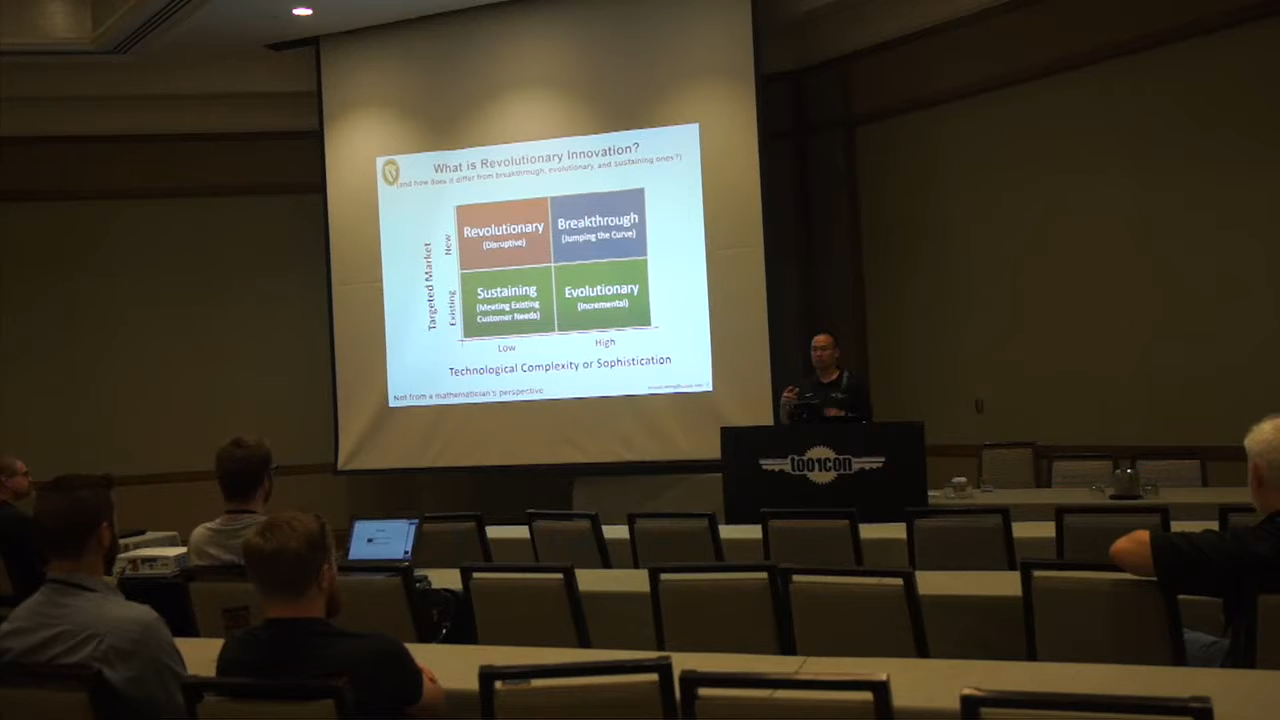 What is Revolutionary Innovation?
(and how does it differ from breakthrough, evolutionary, and sustaining ones?)
Targeted Market
New
Existing
Revolutionary
(Disruptive)
Breakthrough
(Jumping the Curve)
Sustaining
(Meeting Existing
Customer Needs)
Evolutionary
(Incremental)
Low
High
Technological Complexity or Sophistication
Not from a mathematician's perspective
too1con